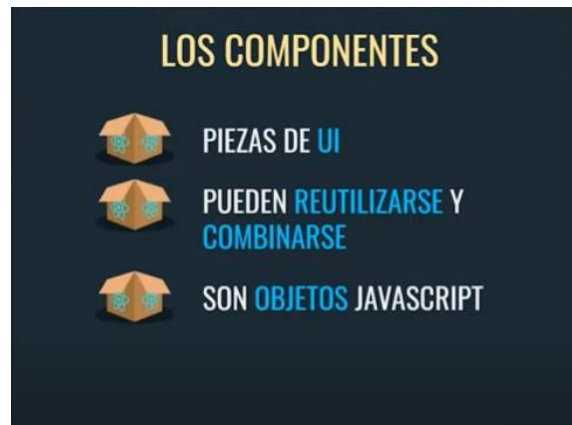 LOS COMPONENTES
PIEZAS DE UI
PUEDEN REUTILIZARSE Y
COMBINARSE
SON OBJETOS JAVASCRIPT